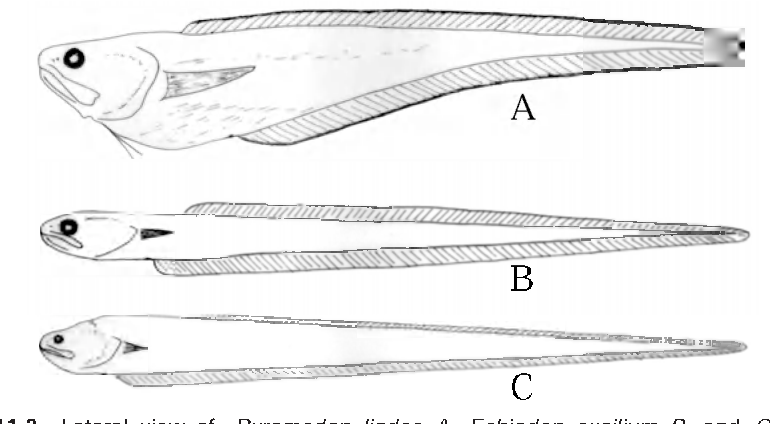 A
B
C
Lateral view of Pyramodon lindas A, Echiodon exsilium B, and C